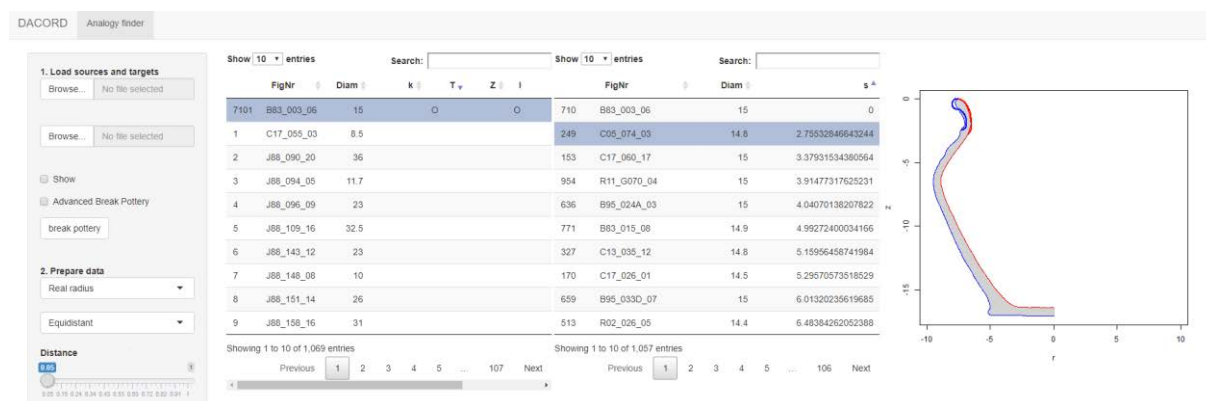 DACORD Analogy finder
1. Load sources and targets
Browse... No file selected
Browse... No file selected
Show
Advanced Break Pottery
break pottery
2. Prepare data
Real radius
Equidistant
Distance
0.05 1
Show 10 entries Search:
FigNr Diam k T Z I
7101 B83_003_06 15 O O
1 C17_055_03 8.5
2 J88_090_20 36
3 J88_094_05 11.7
4 J88_096_09 23
5 J88_109_16 32.5
6 J88_143_12 23
7 J88_148_08 10
8 J88_151_14 26
9 J88_158_16 31
Showing 1 to 10 of 1,069 entries
Previous 1 2 3 4 5 ... 107 Next
Show 10 entries Search:
FigNr Diam s
710 B83_003_06 15 0
249 C05_074_03 14.8 2.75532846643244
153 C17_060_17 15 3.37931534380564
954 R11_G070_04 15 3.91477317625231
636 B95_024A_03 15 4.04070138207822
771 B83_015_08 14.9 4.99272400034166
327 C13_035_12 14.8 5.15956458741984
170 C17_026_01 14.5 5.29570573518529
659 B95_033D_07 15 6.01320235619685
513 R02_026_05 14.4 6.48384262052388
Showing 1 to 10 of 1,057 entries
Previous 1 2 3 4 5 ... 106 Next
z
0
-5
-10
-15
-10 -5 0 5 10
r